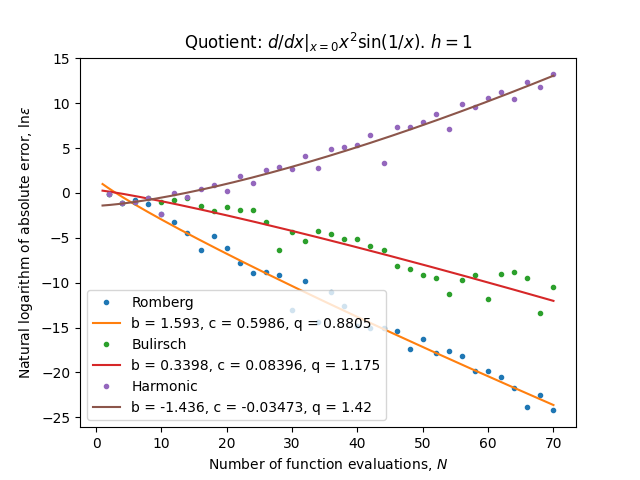 Quotient: d/dx|ₓ₌₀x²sin(1/x). h = 1
15
10
5
0
−5
−10
−15
−20
−25
Natural logarithm of absolute error, lnε
Romberg
b = 1.593, c = 0.5986, q = 0.8805
Bulirsch
b = 0.3398, c = 0.08396, q = 1.175
Harmonic
b = -1.436, c = -0.03473, q = 1.42
0 10 20 30 40 50 60 70
Number of function evaluations, N